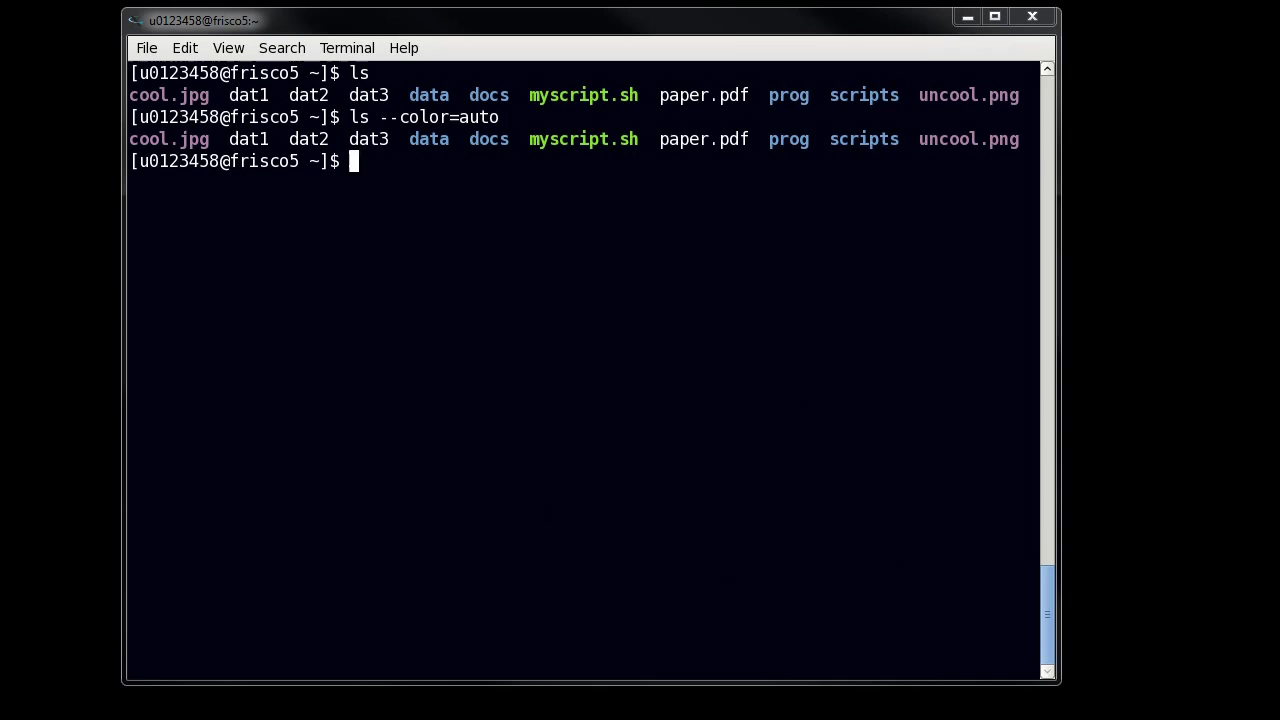 u0123458@frisco5:~
File Edit View Search Terminal Help
[u0123458@frisco5 ~]$ ls
cool.jpg dat1 dat2 dat3 data docs myscript.sh paper.pdf prog scripts uncool.png
[u0123458@frisco5 ~]$ ls --color=auto
cool.jpg dat1 dat2 dat3 data docs myscript.sh paper.pdf prog scripts uncool.png
[u0123458@frisco5 ~]$